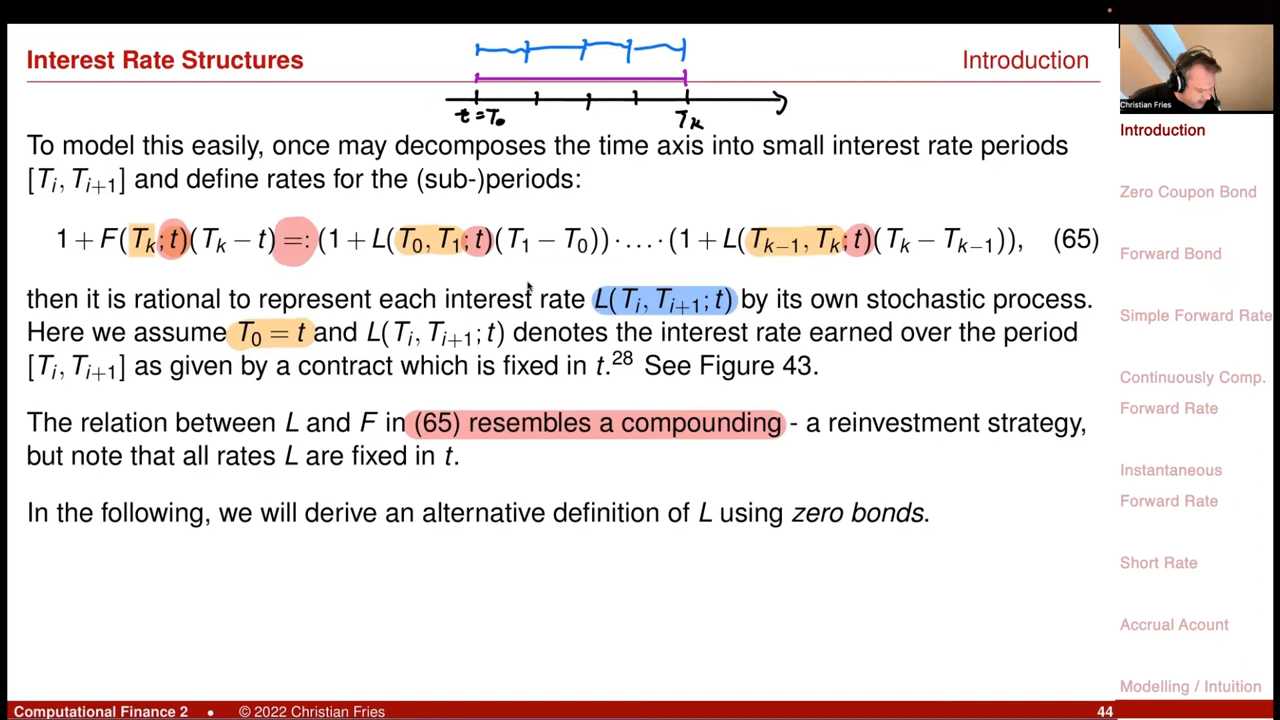 Interest Rate Structures
Introduction
t = T₀
Tₖ
Christian Fries
To model this easily, once may decomposes the time axis into small interest rate periods
[Tᵢ, Tᵢ₊₁] and define rates for the (sub-)periods:
1 + F(Tₖ; t)(Tₖ − t) =: (1 + L(T₀, T₁; t)(T₁ − T₀)) · . . . · (1 + L(Tₖ₋₁, Tₖ; t)(Tₖ − Tₖ₋₁)), (65)
then it is rational to represent each interest rate L(Tᵢ, Tᵢ₊₁; t) by its own stochastic process.
Here we assume T₀ = t and L(Tᵢ, Tᵢ₊₁; t) denotes the interest rate earned over the period
[Tᵢ, Tᵢ₊₁] as given by a contract which is fixed in t.²⁸ See Figure 43.
The relation between L and F in (65) resembles a compounding - a reinvestment strategy,
but note that all rates L are fixed in t.
In the following, we will derive an alternative definition of L using zero bonds.
Introduction
Zero Coupon Bond
Forward Bond
Simple Forward Rate
Continuously Comp.
Forward Rate
Instantaneous
Forward Rate
Short Rate
Accrual Acount
Modelling / Intuition
Computational Finance 2 • © 2022 Christian Fries
44